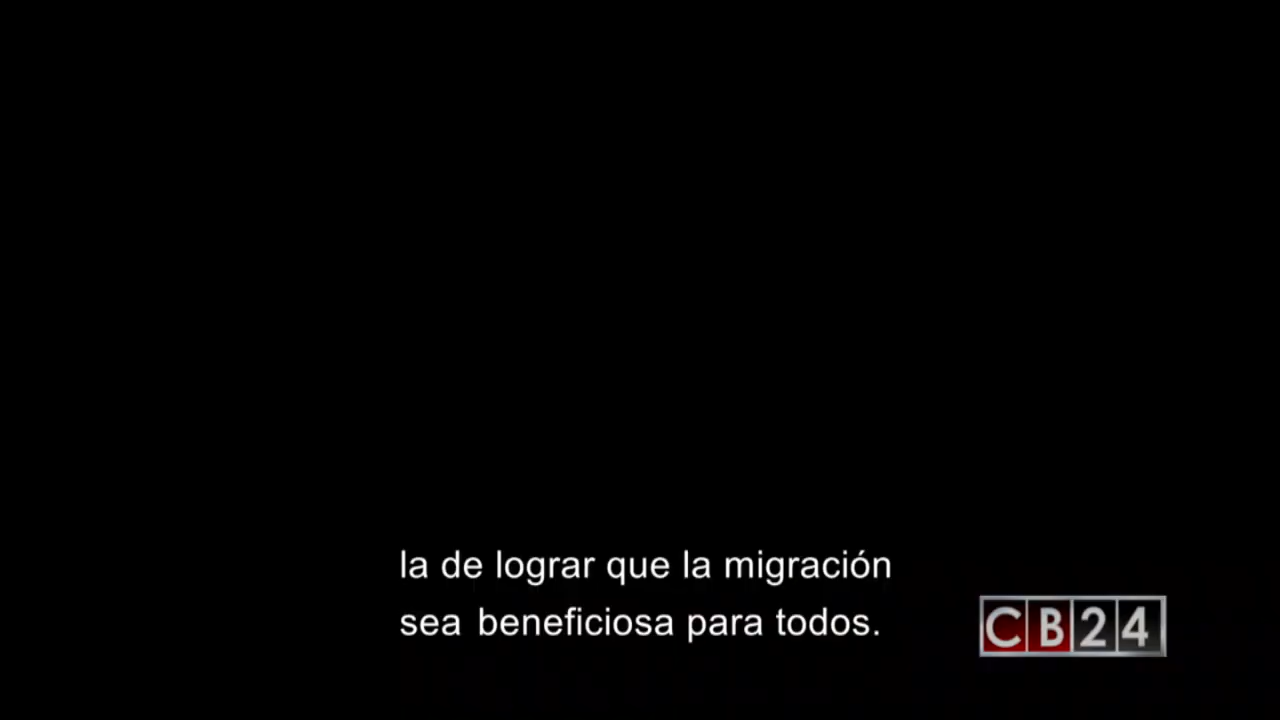 la de lograr que la migración
sea beneficiosa para todos.
CB24